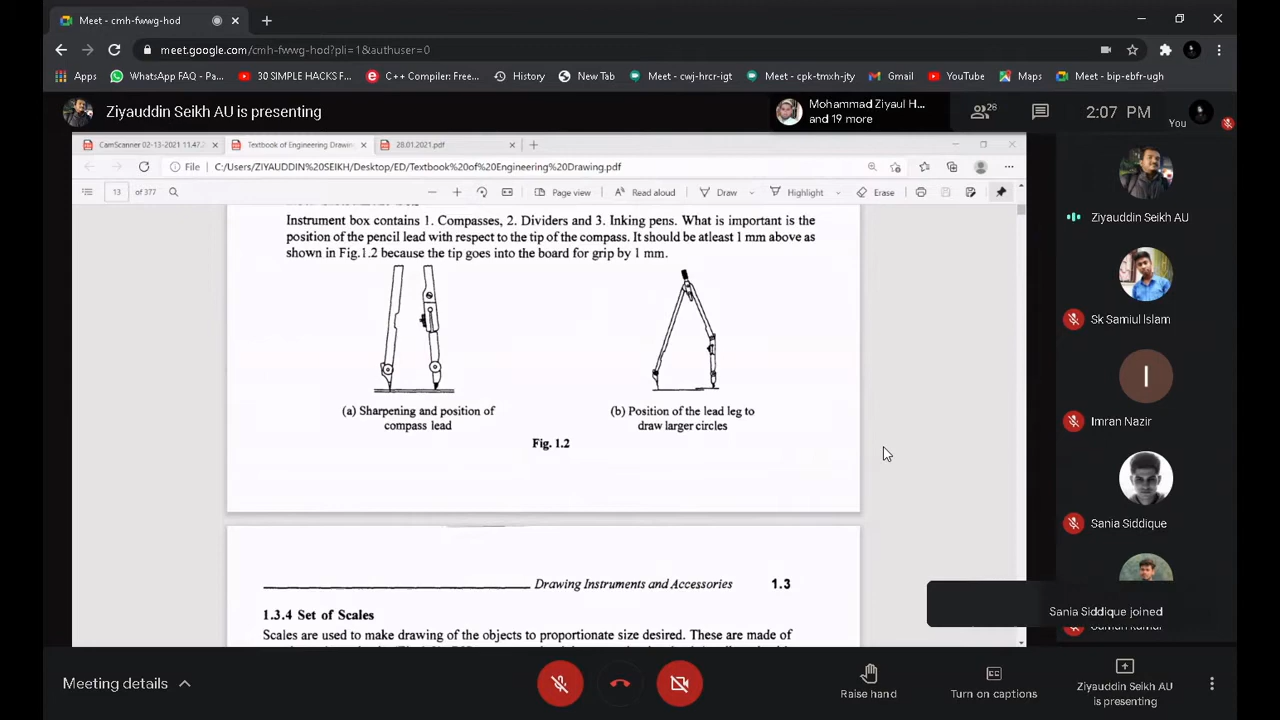 Meet - cmh-fwwg-hod
meet.google.com/cmh-fwwg-hod?pli=1&authuser=0
Apps
WhatsApp FAQ - Pa...
30 SIMPLE HACKS F...
C++ Compiler: Free...
History
New Tab
Meet - cwj-hrcr-igt
Meet - cpk-tmxh-jty
Gmail
YouTube
Maps
Meet - bip-ebfr-ugh
Ziyauddin Seikh AU is presenting
Mohammad Ziyaul H...
and 19 more
26
2:07 PM
You
CamScanner 02-13-2021 11.47.
Textbook of Engineering Drawin
28.01.2021.pdf
File
C:/Users/ZIYAUDDIN%20SEIKH/Desktop/ED/Textbook%20of%20Engineering%20Drawing.pdf
13 of 377
Page view
Read aloud
Draw
Highlight
Erase
Instrument box contains 1. Compasses, 2. Dividers and 3. Inking pens. What is important is the
position of the pencil lead with respect to the tip of the compass. It should be atleast 1 mm above as
shown in Fig.1.2 because the tip goes into the board for grip by 1 mm.
(a) Sharpening and position of
compass lead
(b) Position of the lead leg to
draw larger circles
Fig. 1.2
Drawing Instruments and Accessories 1.3
1.3.4 Set of Scales
Scales are used to make drawing of the objects to proportionate size desired. These are made of
Ziyauddin Seikh AU
Sk Samiul Islam
I
Imran Nazir
Sania Siddique
Sania Siddique joined
Meeting details
Raise hand
Turn on captions
Ziyauddin Seikh AU
is presenting